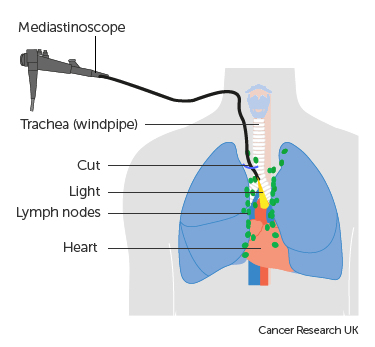 Mediastinoscope
Trachea (windpipe)
Cut
Light
Lymph nodes
Heart
Cancer Research UK